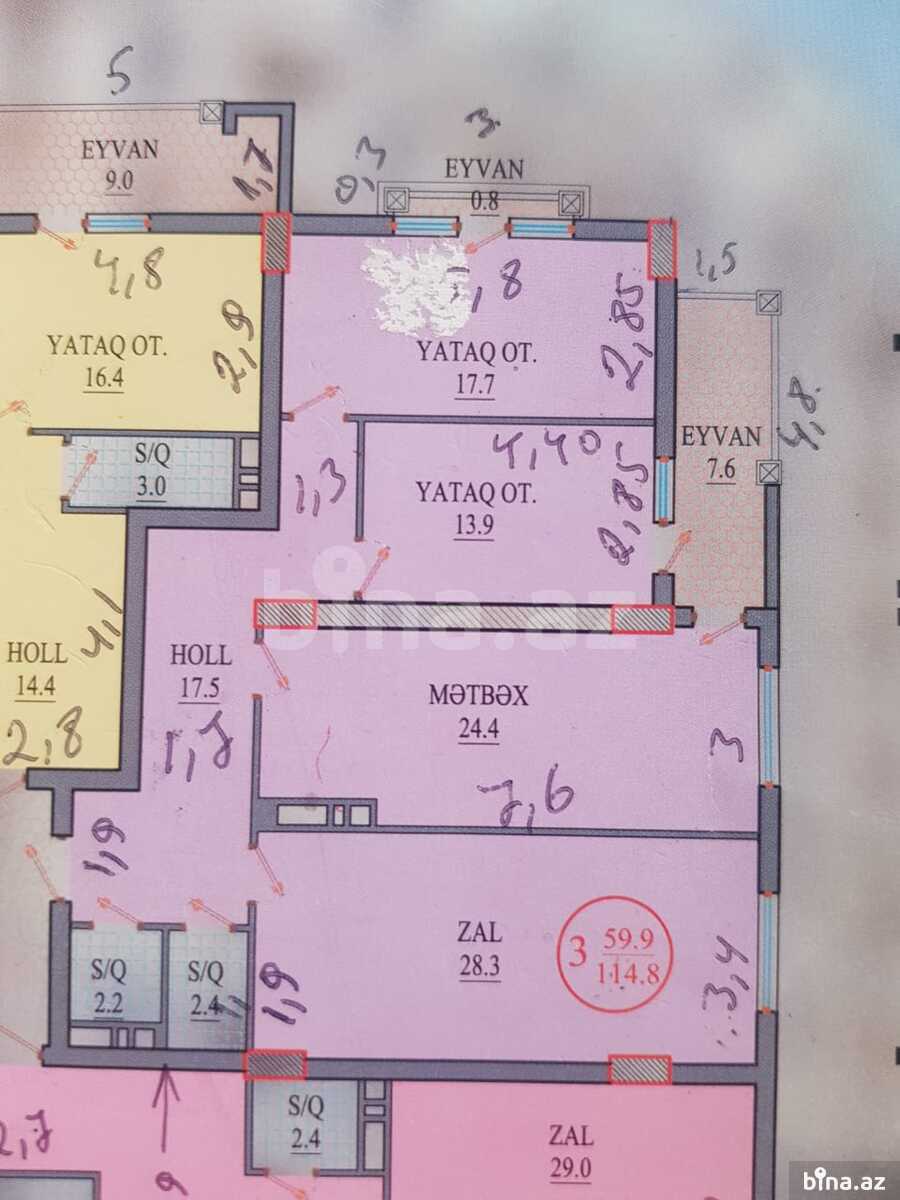 5
EYVAN
9.0
1,7
0,3
3
EYVAN
0.8
1,5
4,8
YATAQ OT.
16.4
2,9
,8
YATAQ OT.
17.7
2,85
EYVAN
7.6
4,8
S/Q
3.0
1,3
4,40
YATAQ OT.
13.9
2,85
bina.az
HOLL
14.4
4,1
2,8
HOLL
17.5
1,7
MƏTBƏX
24.4
3
7,6
1,9
ZAL
28.3
3
59.9
114.8
3,4
S/Q
2.2
S/Q
2.4
1,9
S/Q
2.4
2,7
ZAL
29.0
bina.az